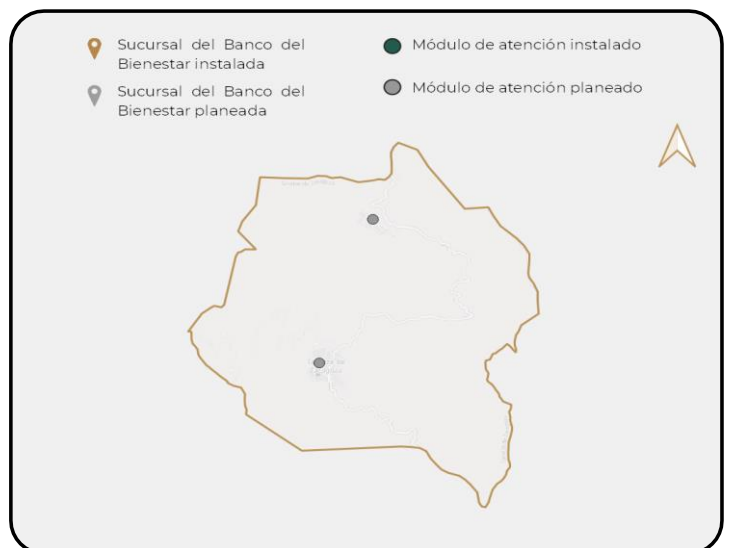 Sucursal del Banco del
Bienestar instalada
Sucursal del Banco del
Bienestar planeada
Módulo de atención instalado
Módulo de atención planeado